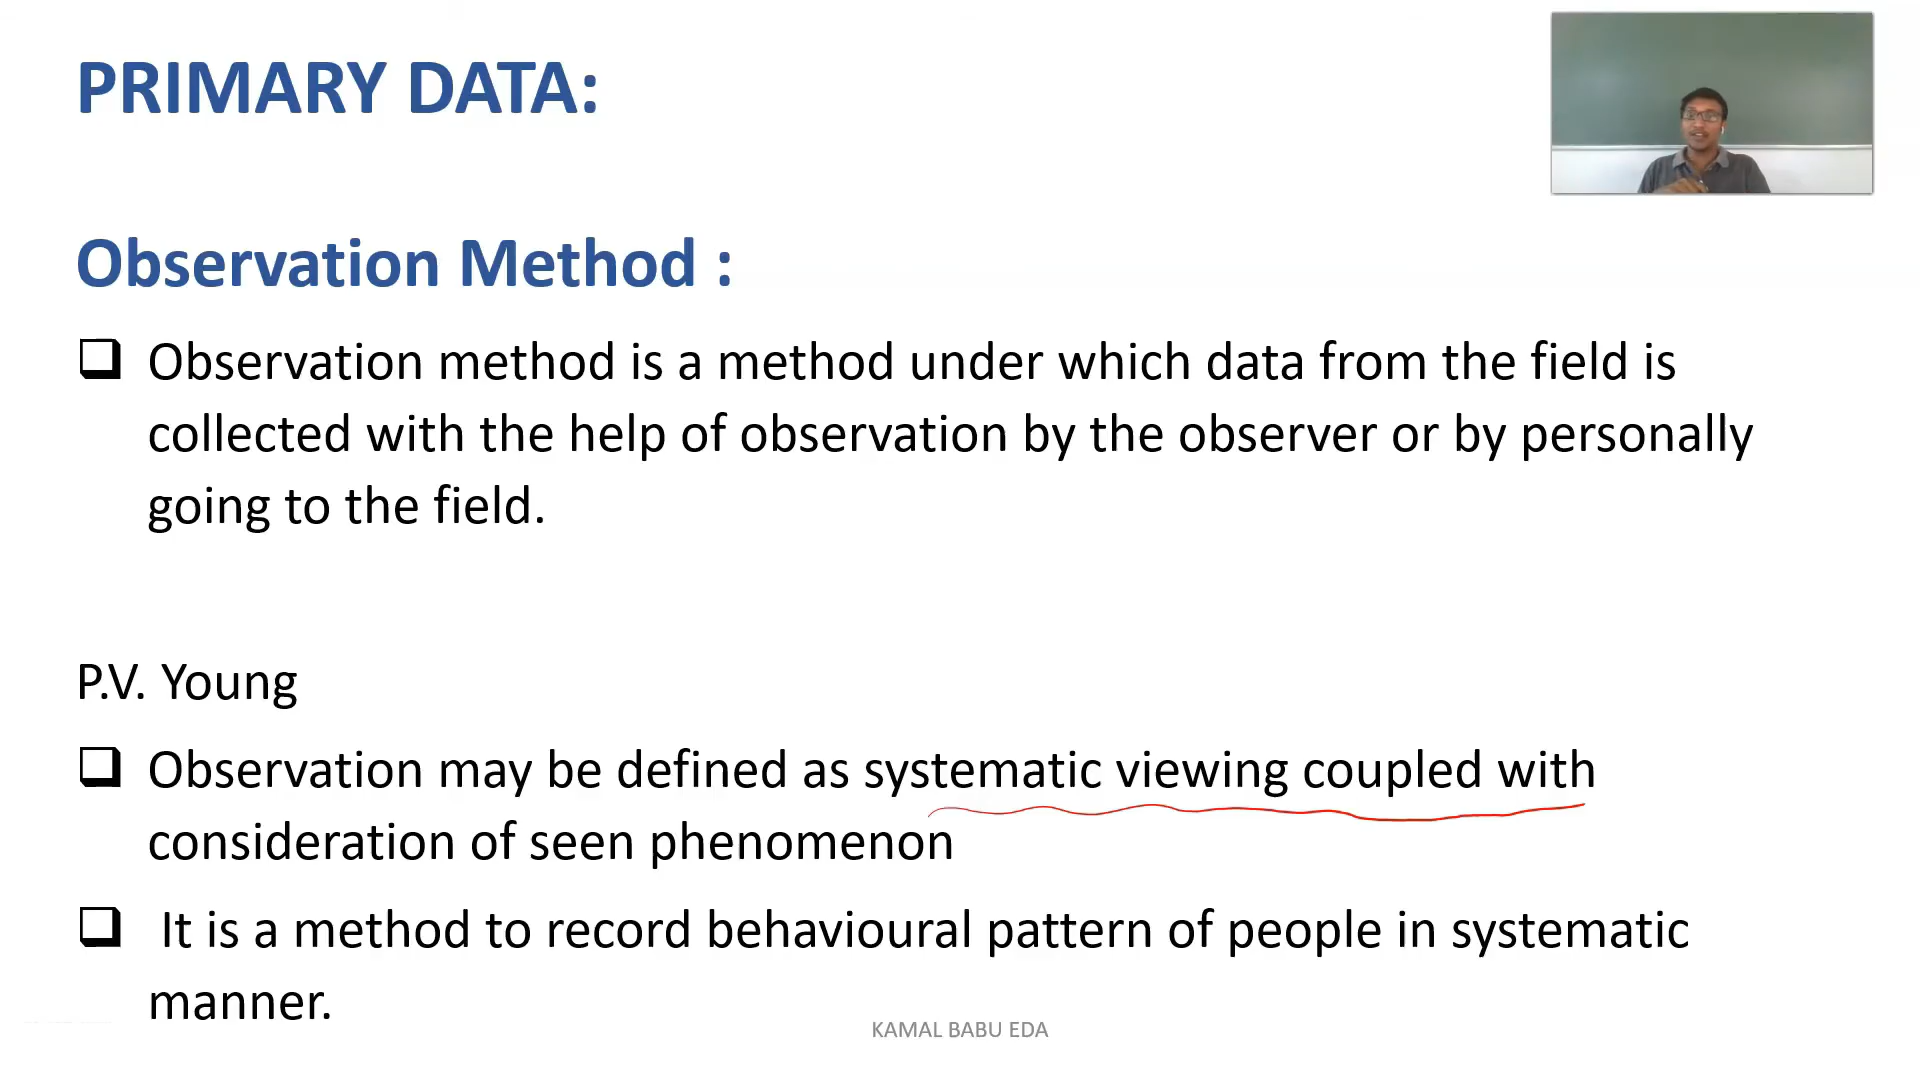 PRIMARY DATA:
Observation Method :
Observation method is a method under which data from the field is
collected with the help of observation by the observer or by personally
going to the field.
P.V. Young
Observation may be defined as systematic viewing coupled with
consideration of seen phenomenon
It is a method to record behavioural pattern of people in systematic
manner.
KAMAL BABU EDA